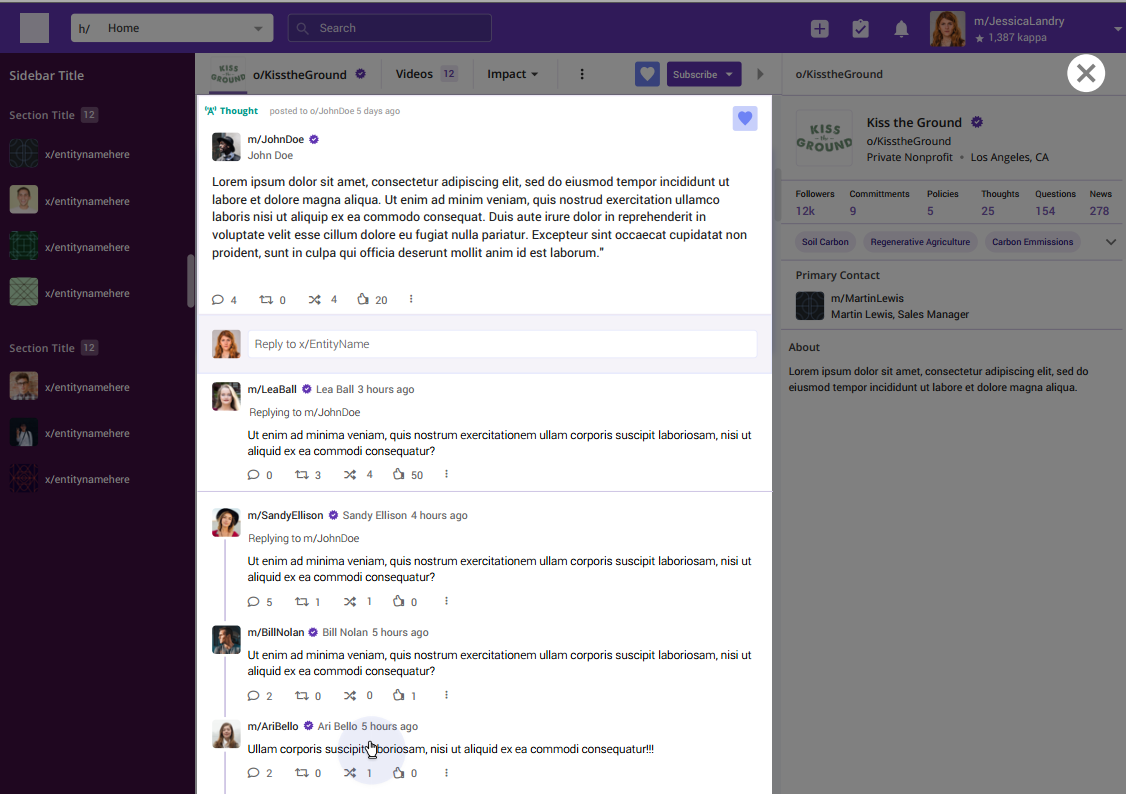 h/ Home
Search
m/JessicaLandry
★ 1,387 kappa
Sidebar Title
Section Title 12
x/entitynamehere
x/entitynamehere
x/entitynamehere
x/entitynamehere
Section Title 12
x/entitynamehere
x/entitynamehere
x/entitynamehere
KISS the GROUND
o/KisstheGround
Videos 12
Impact
Subscribe
Thought posted to o/JohnDoe 5 days ago
m/JohnDoe
John Doe
Lorem ipsum dolor sit amet, consectetur adipiscing elit, sed do eiusmod tempor incididunt ut
labore et dolore magna aliqua. Ut enim ad minim veniam, quis nostrud exercitation ullamco
laboris nisi ut aliquip ex ea commodo consequat. Duis aute irure dolor in reprehenderit in
voluptate velit esse cillum dolore eu fugiat nulla pariatur. Excepteur sint occaecat cupidatat non
proident, sunt in culpa qui officia deserunt mollit anim id est laborum."
4 0 4 20
Reply to x/EntityName
m/LeaBall Lea Ball 3 hours ago
Replying to m/JohnDoe
Ut enim ad minima veniam, quis nostrum exercitationem ullam corporis suscipit laboriosam, nisi ut
aliquid ex ea commodi consequatur?
0 3 4 50
m/SandyEllison Sandy Ellison 4 hours ago
Replying to m/JohnDoe
Ut enim ad minima veniam, quis nostrum exercitationem ullam corporis suscipit laboriosam, nisi ut
aliquid ex ea commodi consequatur?
5 1 1 0
m/BillNolan Bill Nolan 5 hours ago
Ut enim ad minima veniam, quis nostrum exercitationem ullam corporis suscipit laboriosam, nisi ut
aliquid ex ea commodi consequatur?
2 0 0 1
m/AriBello Ari Bello 5 hours ago
Ullam corporis suscipit laboriosam, nisi ut aliquid ex ea commodi consequatur!!!
2 0 1 0
o/KisstheGround
KISS
the
GROUND
Kiss the Ground
o/KisstheGround
Private Nonprofit • Los Angeles, CA
Followers Committments Policies Thoughts Questions News
12k 9 5 25 154 278
Soil Carbon Regenerative Agriculture Carbon Emmissions
Primary Contact
m/MartinLewis
Martin Lewis, Sales Manager
About
Lorem ipsum dolor sit amet, consectetur adipiscing elit, sed do
eiusmod tempor incididunt ut labore et dolore magna aliqua.